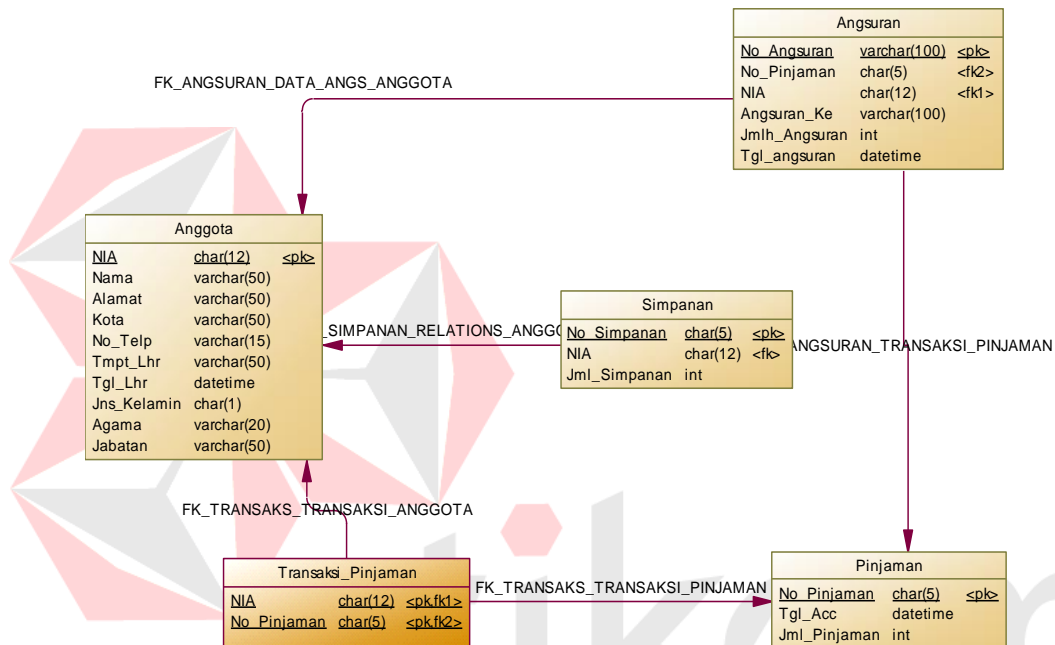 Angsuran
No_Angsuran varchar(100) <pk>
No_Pinjaman char(5) <fk2>
NIA char(12) <fk1>
Angsuran_Ke varchar(100)
Jmlh_Angsuran int
Tgl_angsuran datetime
FK_ANGSURAN_DATA_ANGS_ANGGOTA
Anggota
NIA char(12) <pk>
Nama varchar(50)
Alamat varchar(50)
Kota varchar(50)
No_Telp varchar(15)
Tmpt_Lhr varchar(50)
Tgl_Lhr datetime
Jns_Kelamin char(1)
Agama varchar(20)
Jabatan varchar(50)
_SIMPANAN_RELATIONS_ANGGO
Simpanan
No_Simpanan char(5) <pk>
NIA char(12) <fk>
Jml_Simpanan int
ANGSURAN_TRANSAKSI_PINJAMAN
FK_TRANSAKS_TRANSAKSI_ANGGOTA
Transaksi_Pinjaman
NIA char(12) <pk,fk1>
No_Pinjaman char(5) <pk,fk2>
FK_TRANSAKS_TRANSAKSI_PINJAMAN
Pinjaman
No_Pinjaman char(5) <pk>
Tgl_Acc datetime
Jml_Pinjaman int